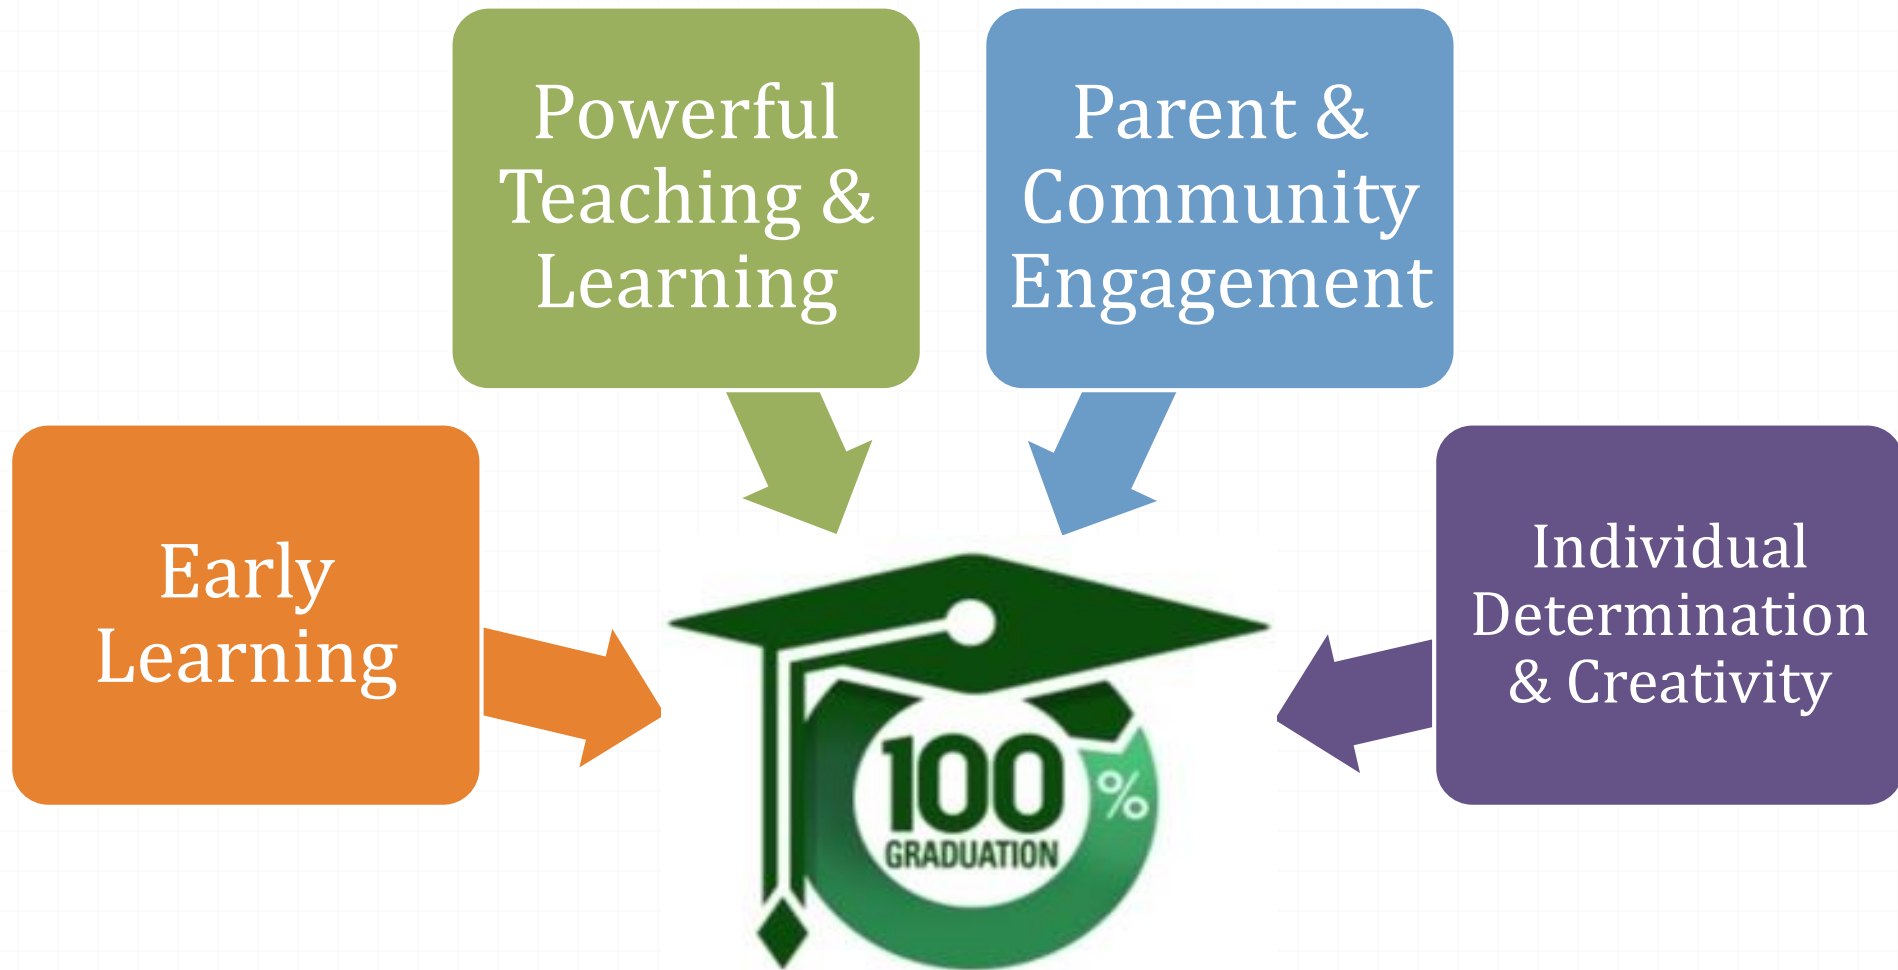 Powerful
Teaching &
Learning
Parent &
Community
Engagement
Early
Learning
Individual
Determination
& Creativity
100
%
GRADUATION